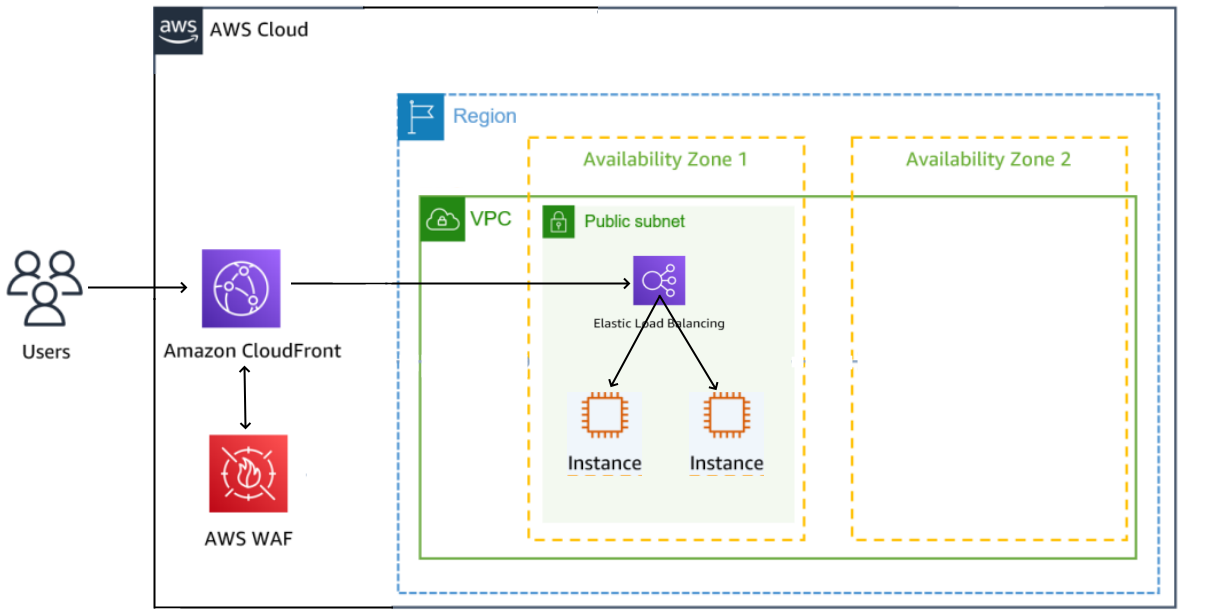 aws
AWS Cloud
Region
Availability Zone 1
Availability Zone 2
VPC
Public subnet
Elastic Load Balancing
Users
Amazon CloudFront
Instance
Instance
AWS WAF